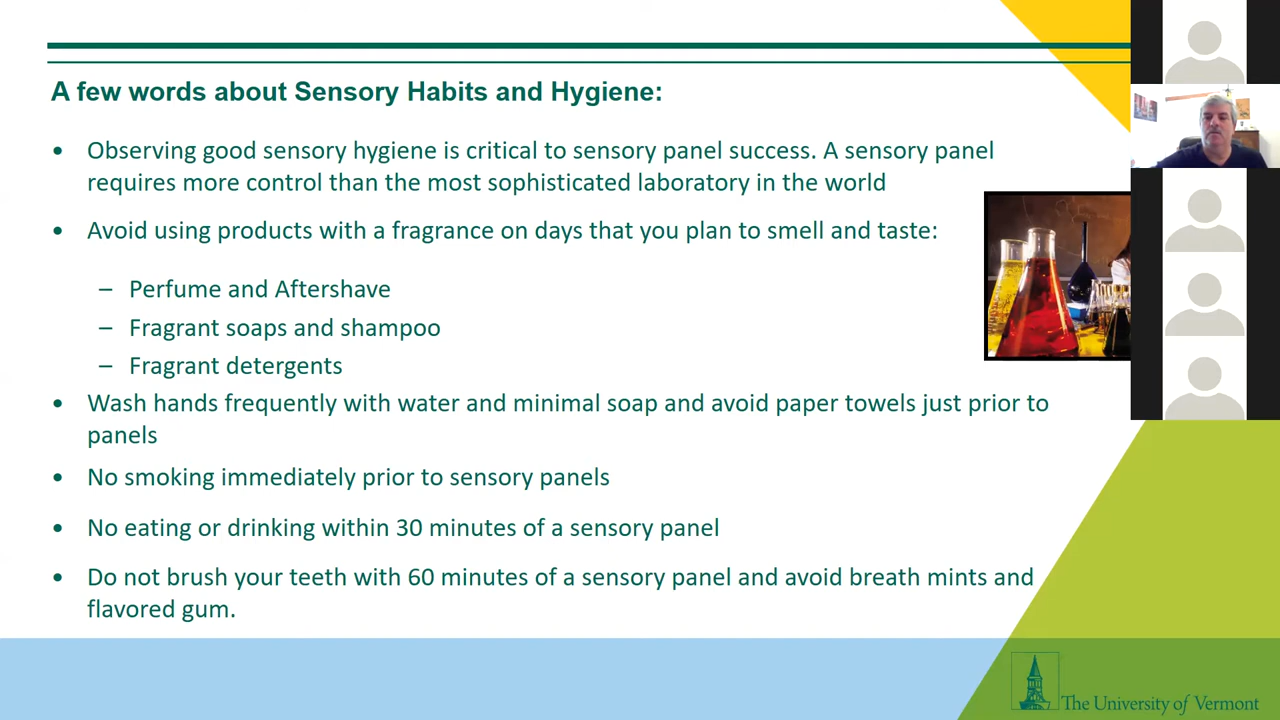 A few words about Sensory Habits and Hygiene:
• Observing good sensory hygiene is critical to sensory panel success. A sensory panel
requires more control than the most sophisticated laboratory in the world
• Avoid using products with a fragrance on days that you plan to smell and taste:
– Perfume and Aftershave
– Fragrant soaps and shampoo
– Fragrant detergents
• Wash hands frequently with water and minimal soap and avoid paper towels just prior to
panels
• No smoking immediately prior to sensory panels
• No eating or drinking within 30 minutes of a sensory panel
• Do not brush your teeth with 60 minutes of a sensory panel and avoid breath mints and
flavored gum.
The University of Vermont